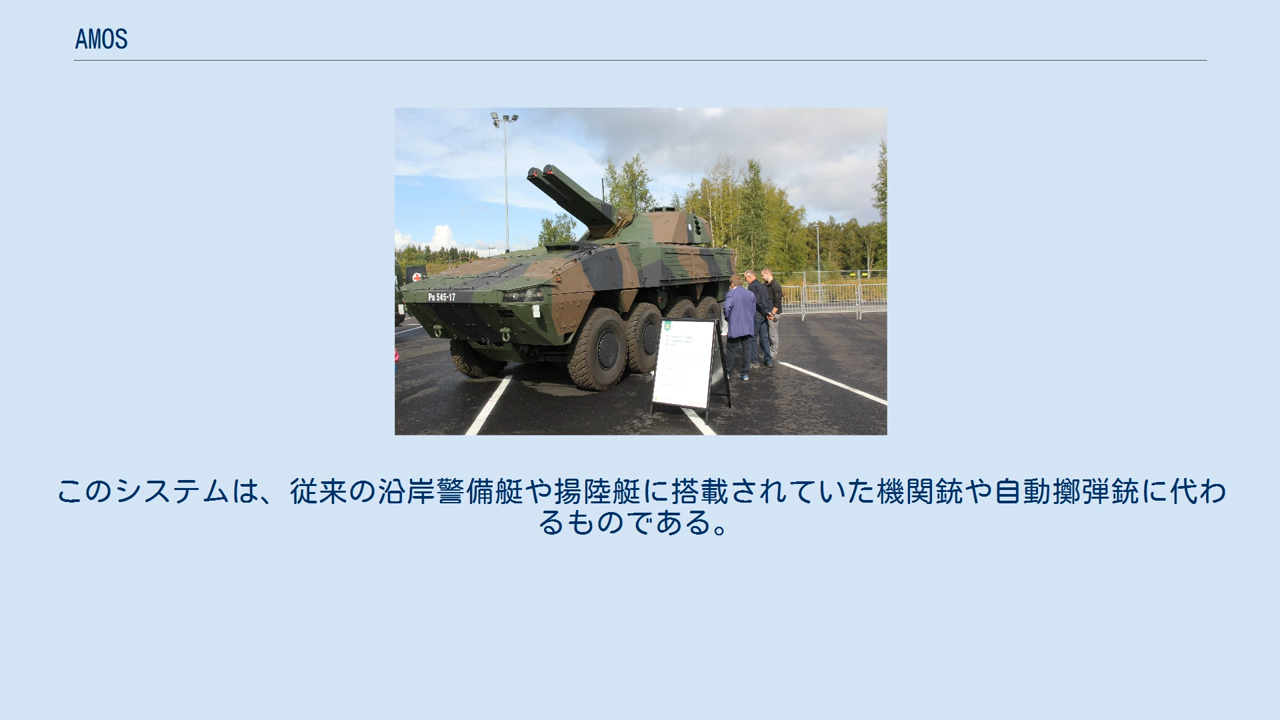 AMOS
Ps 545-17
このシステムは、従来の沿岸警備艇や揚陸艇に搭載されていた機関銃や自動擲弾銃に代わ
るものである。